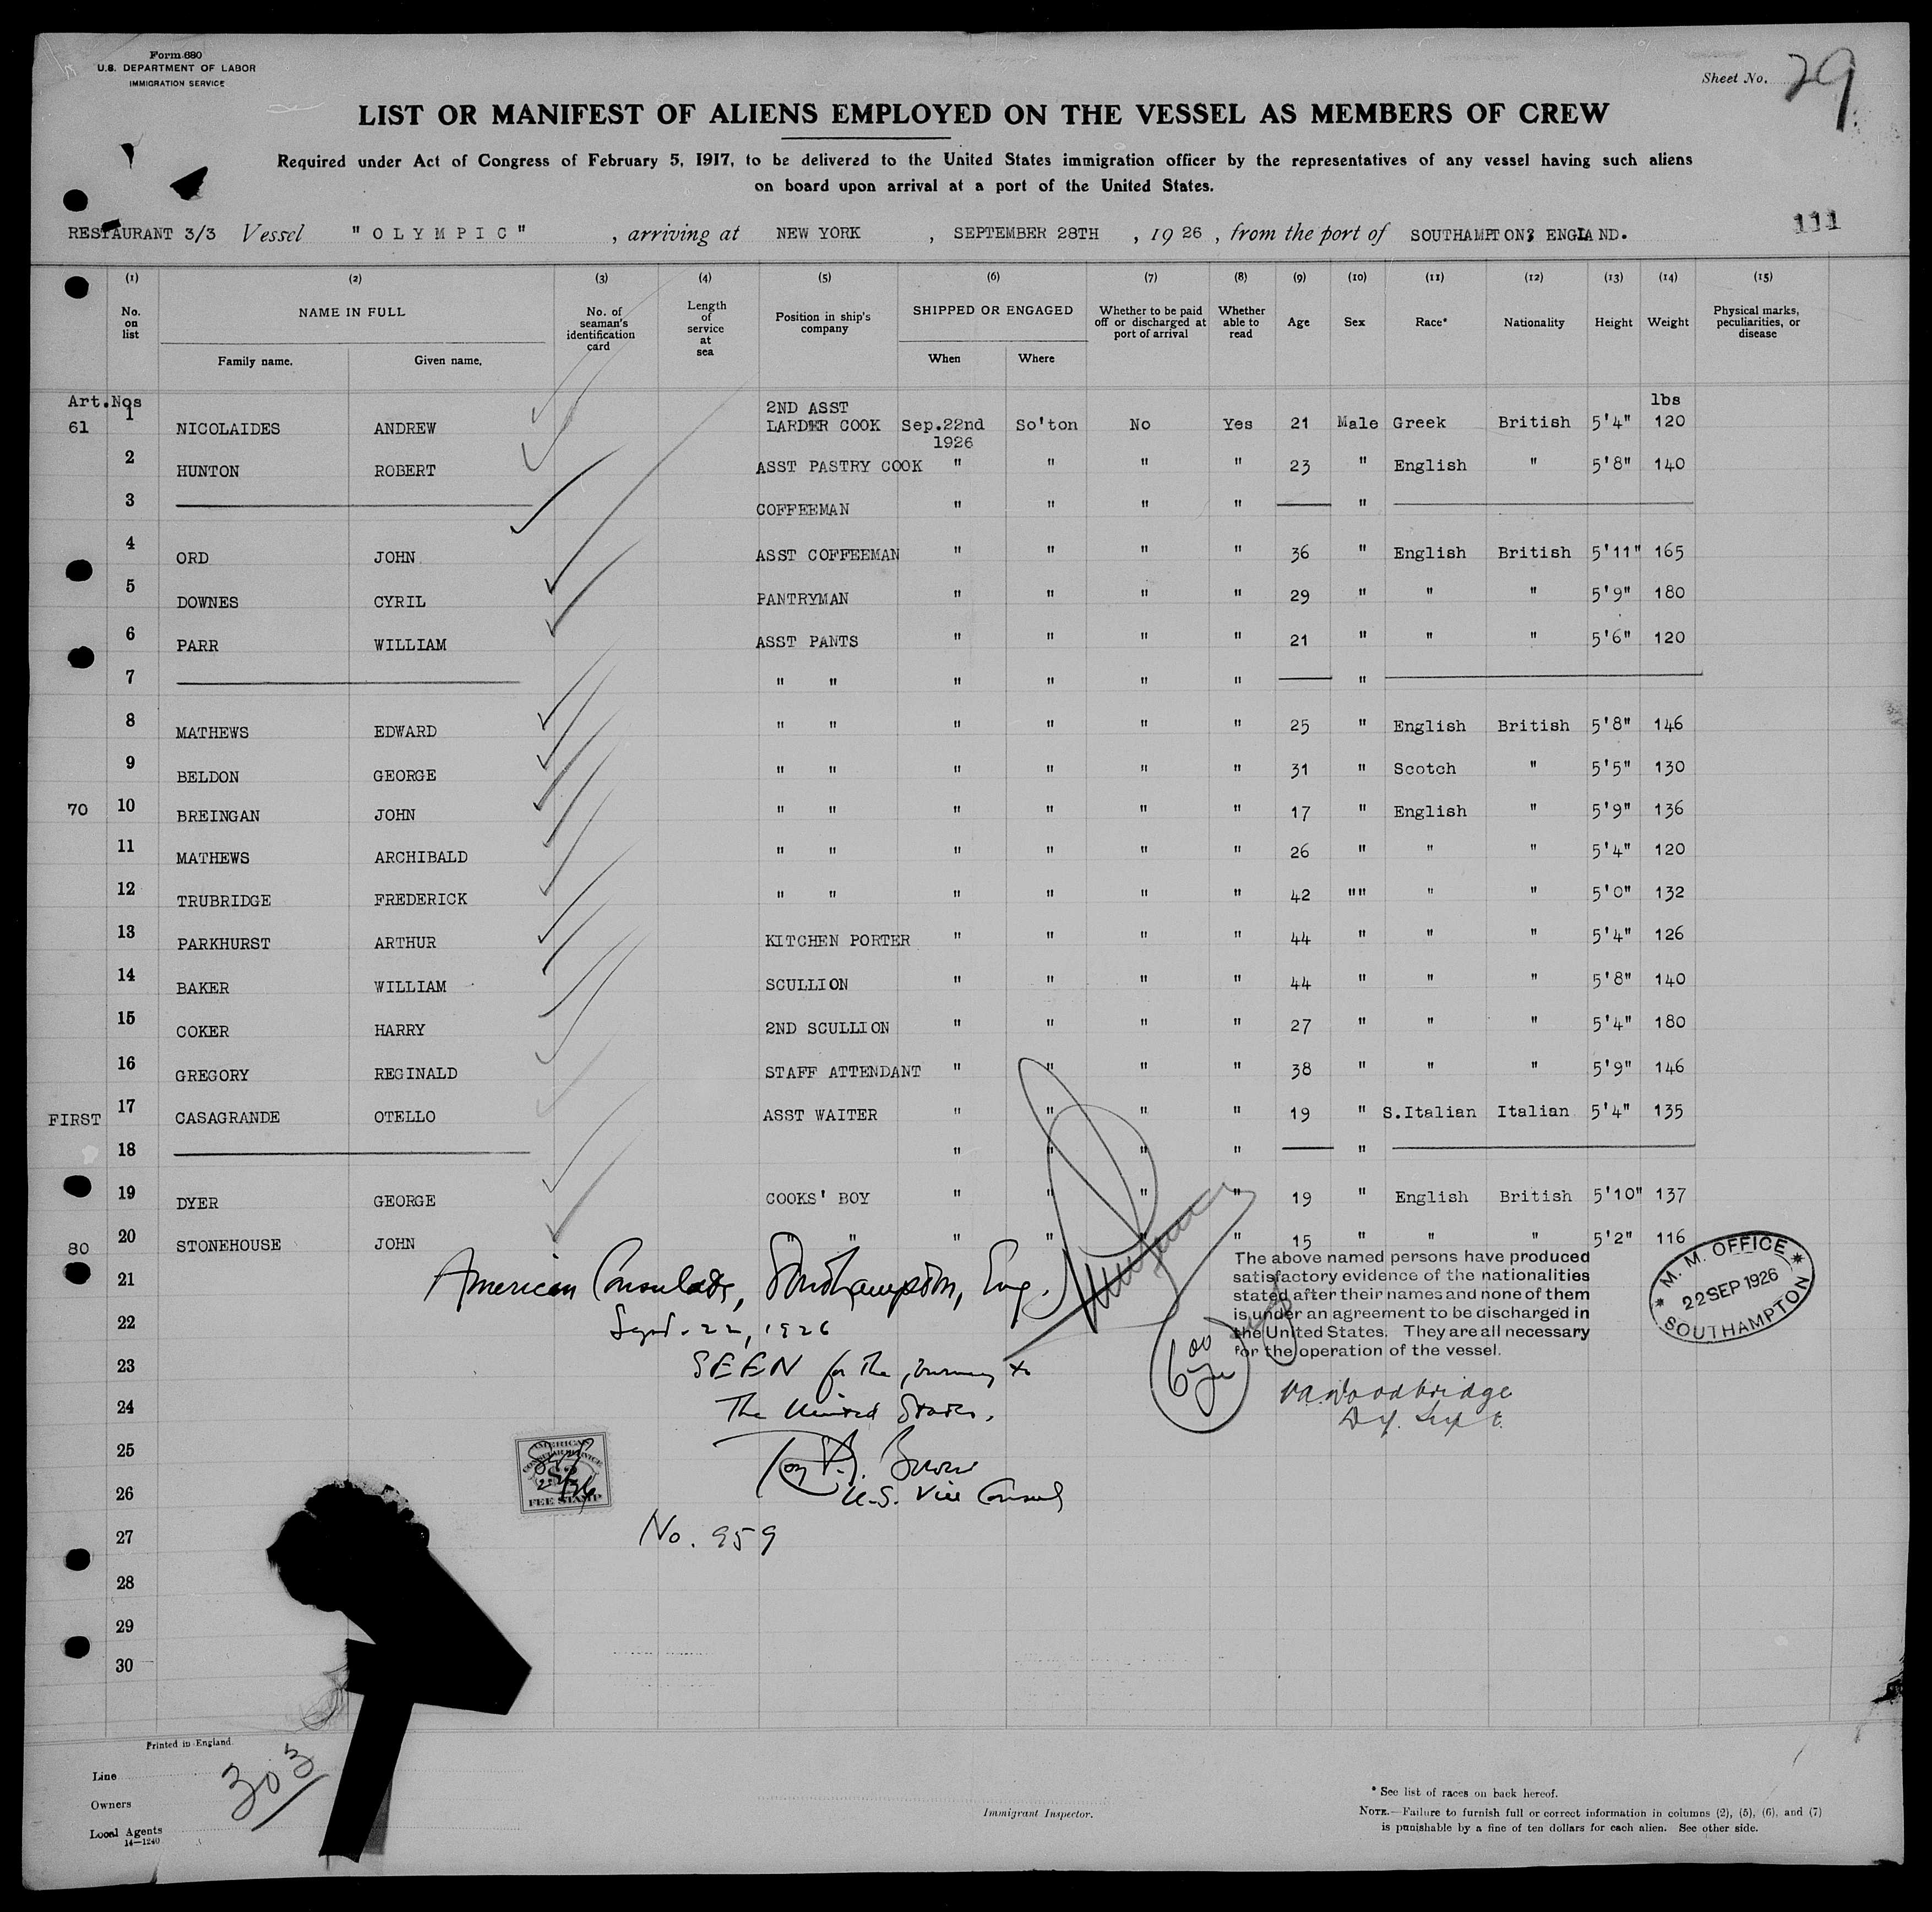 Form 680
U.S. DEPARTMENT OF LABOR
IMMIGRATION SERVICE
Sheet No. 29
LIST OR MANIFEST OF ALIENS EMPLOYED ON THE VESSEL AS MEMBERS OF CREW
Required under Act of Congress of February 5, 1917, to be delivered to the United States immigration officer by the representatives of any vessel having such aliens
on board upon arrival at a port of the United States.
111
RESTAURANT 3/3 Vessel "OLYMPIC", arriving at NEW YORK, SEPTEMBER 28TH, 1926, from the port of SOUTHAMPTON; ENGLAND.
(1) (2) (3) (4) (5) (6) (7) (8) (9) (10) (11) (12) (13) (14) (15)
No. on list NAME IN FULL No. of seaman's identification card Length of service at sea Position in ship's company SHIPPED OR ENGAGED Whether to be paid off or discharged at port of arrival Whether able to read Age Sex Race* Nationality Height Weight Physical marks, peculiarities, or disease
Family name. Given name. When Where
Art.Nos lbs
61 1 NICOLAIDES ANDREW 2ND ASST LARDER COOK Sep.22nd 1926 So'ton No Yes 21 Male Greek British 5'4" 120
2 HUNTON ROBERT ASST PASTRY COOK " " " " 23 " English " 5'8" 140
3 COFFEEMAN " " " " "
4 ORD JOHN ASST COFFEEMAN " " " " 36 " English British 5'11" 165
5 DOWNES CYRIL PANTRYMAN " " " " 29 " " " 5'9" 180
6 PARR WILLIAM ASST PANTS " " " " 21 " " " 5'6" 120
7 " " " " " " "
8 MATHEWS EDWARD " " " " " " 25 " English British 5'8" 146
9 BELDON GEORGE " " " " " " 31 " Scotch " 5'5" 130
70 10 BREINGAN JOHN " " " " " " 17 " English " 5'9" 136
11 MATHEWS ARCHIBALD " " " " " " 26 " " " 5'4" 120
12 TRUBRIDGE FREDERICK " " " " " " 42 "" " " 5'0" 132
13 PARKHURST ARTHUR KITCHEN PORTER " " " " 44 " " " 5'4" 126
14 BAKER WILLIAM SCULLION " " " " 44 " " " 5'8" 140
15 COKER HARRY 2ND SCULLION " " " " 27 " " " 5'4" 180
16 GREGORY REGINALD STAFF ATTENDANT " " " " 38 " " " 5'9" 146
FIRST 17 CASAGRANDE OTELLO ASST WAITER " " " " 19 " S.Italian Italian 5'4" 135
18 " " " " "
19 DYER GEORGE COOKS' BOY " " " " 19 " English British 5'10" 137
80 20 STONEHOUSE JOHN " " " " " " 15 " " " 5'2" 116
21 American Consulate, Southampton, Eng.
22 Sept. 22, 1926
23 SEEN for the journey to
24 The United States.
25 Roy Brown
26 U.S. Vice Consul
27 No. 959
28
29
30
The above named persons have produced
satisfactory evidence of the nationalities
stated after their names and none of them
is under an agreement to be discharged in
the United States. They are all necessary
for the operation of the vessel.
Woodbridge
Dy. Supt.
M. M. OFFICE
22 SEP 1926
SOUTHAMPTON
AMERICAN
CONSULAR SERVICE
$2
FEE STAMP
Printed in England.
303
Line
Owners
Local Agents
14—1240
Immigrant Inspector.
* See list of races on back hereof.
NOTE.—Failure to furnish full or correct information in columns (2), (5), (6), and (7)
is punishable by a fine of ten dollars for each alien. See other side.